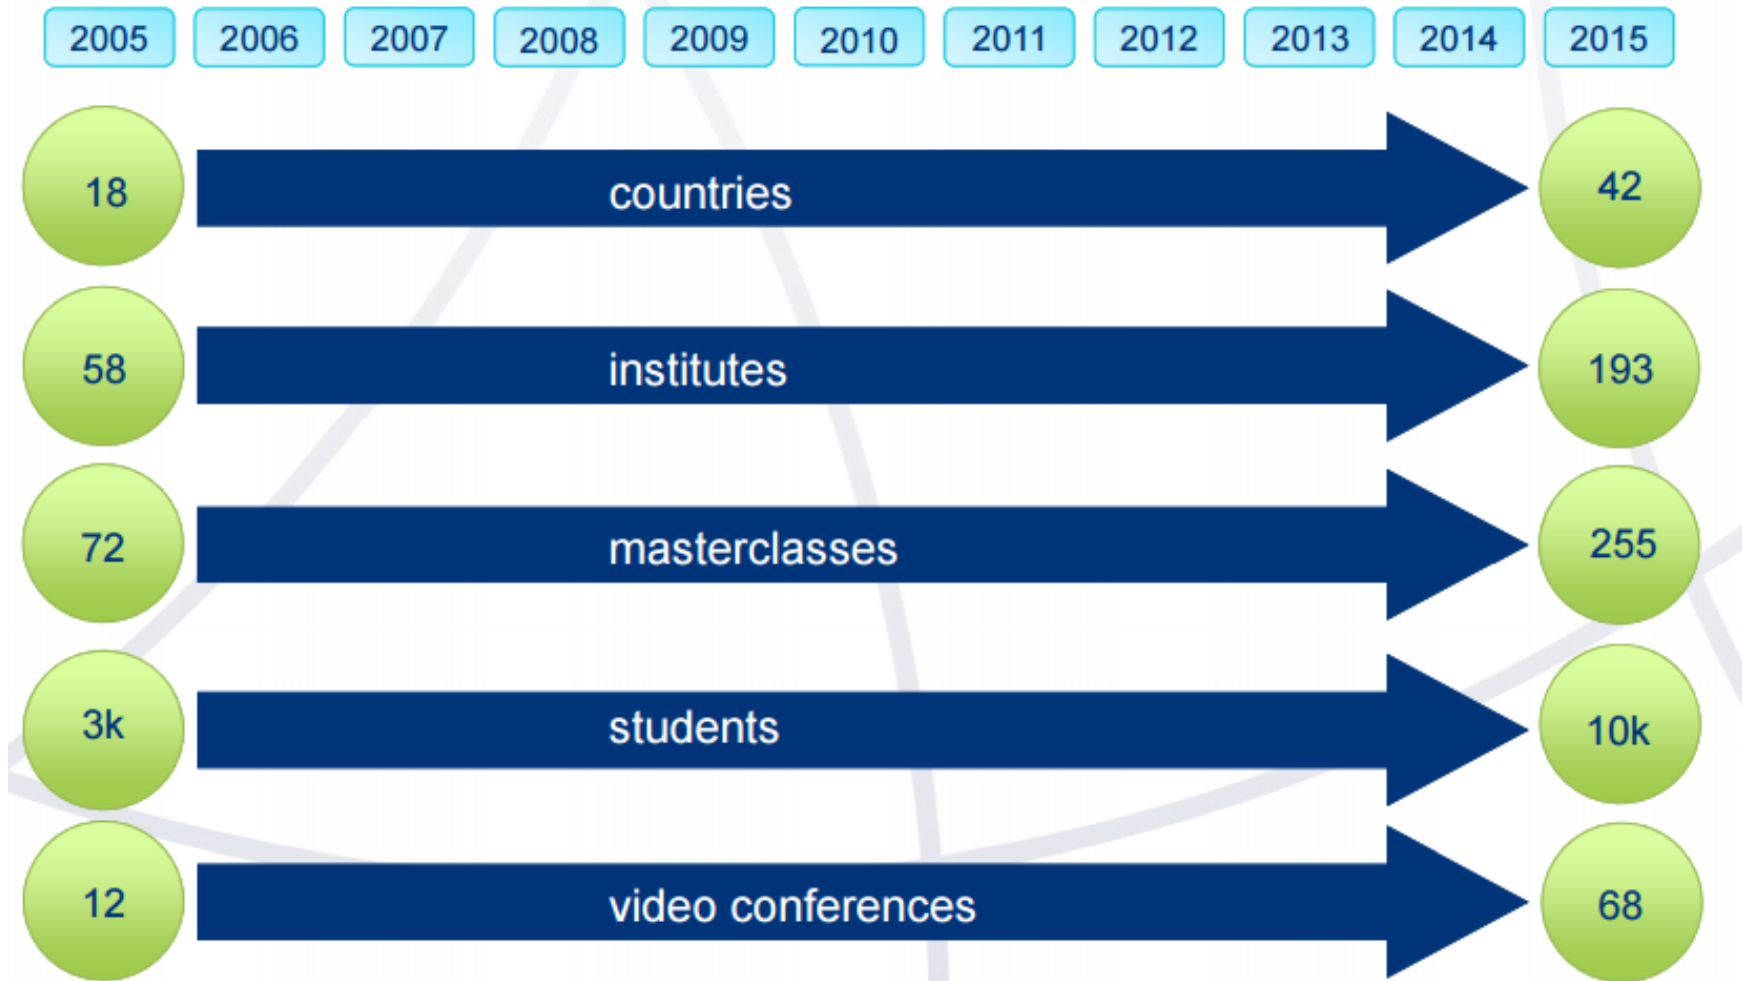 2005 2006 2007 2008 2009 2010 2011 2012 2013 2014 2015
18 countries 42
58 institutes 193
72 masterclasses 255
3k students 10k
12 video conferences 68